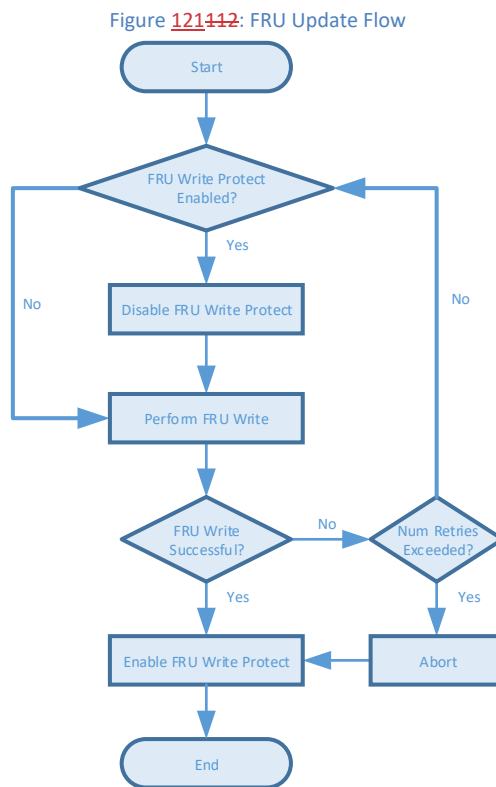 Figure 121112: FRU Update Flow
Start
FRU Write Protect
Enabled?
Yes
No
No
Disable FRU Write Protect
Perform FRU Write
FRU Write
Successful?
No
Num Retries
Exceeded?
Yes
Yes
Enable FRU Write Protect
Abort
End